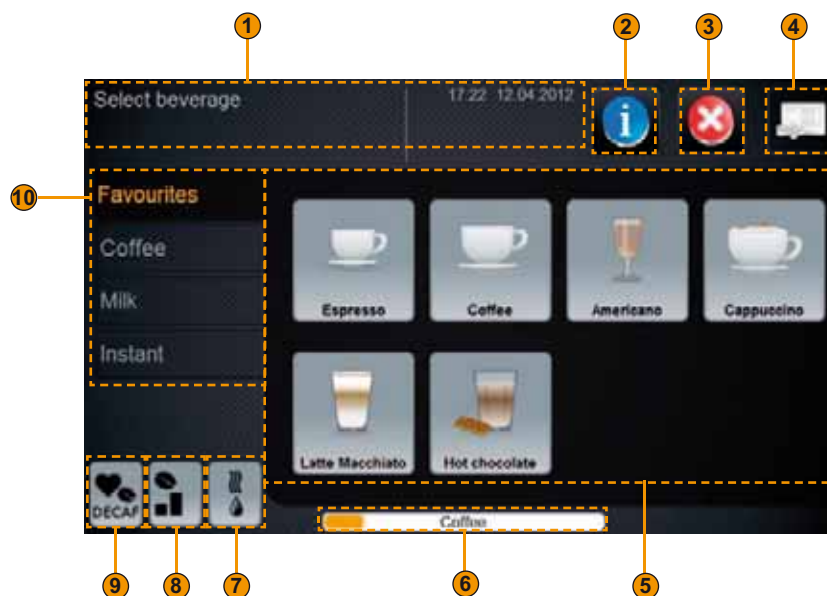 1 2 3 4
Select beverage 17:22 12.04.2012
i
10
Favourites
Coffee
Milk
Instant
Espresso Coffee Americano Cappuccino
Latte Macchiato Hot chocolate
DECAF
Coffee
9 8 7 6 5